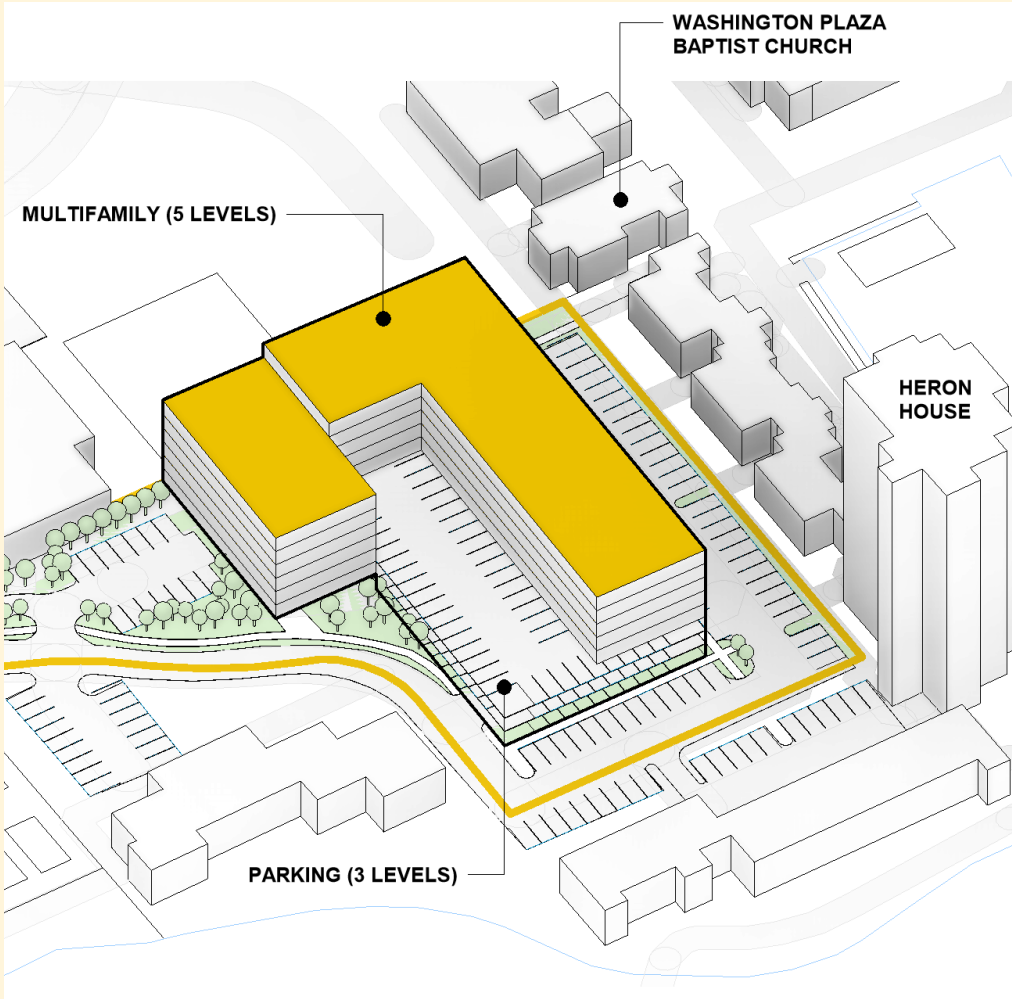 WASHINGTON PLAZA
BAPTIST CHURCH
MULTIFAMILY (5 LEVELS)
HERON
HOUSE
PARKING (3 LEVELS)